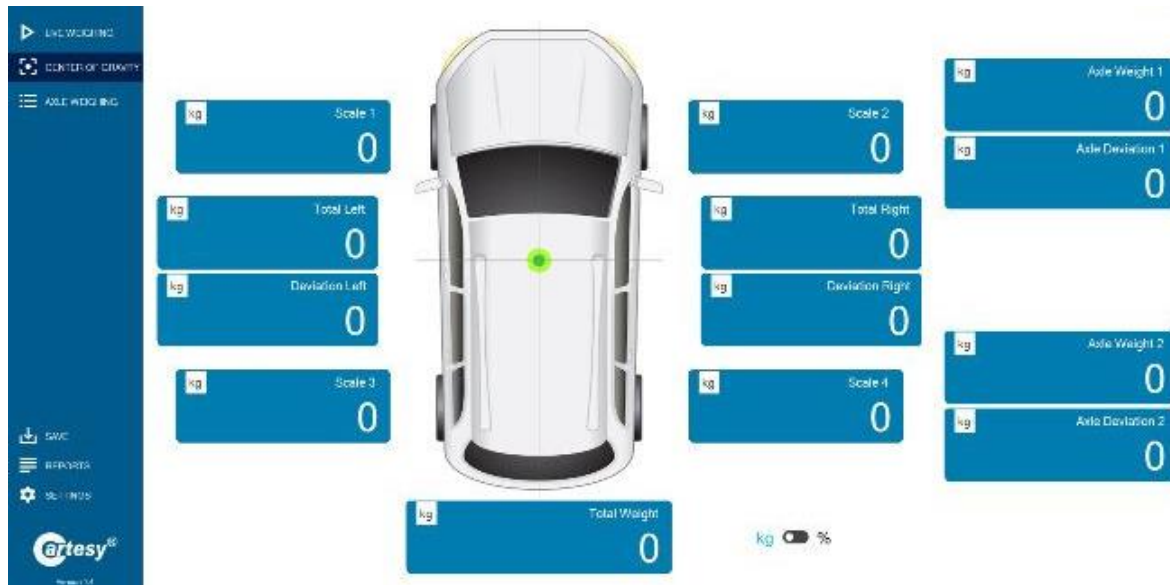 LIVE WEIGHING
CENTER OF GRAVITY
AXLE WEIGHING
kg Scale 1
0
kg Scale 2
0
kg Axle Weight 1
0
kg Axle Deviation 1
0
kg Total Left
0
kg Total Right
0
kg Deviation Left
0
kg Deviation Right
0
kg Scale 3
0
kg Scale 4
0
kg Axle Weight 2
0
kg Axle Deviation 2
0
SAVE
REPORTS
SETTINGS
artesy®
kg Total Weight
0
kg %